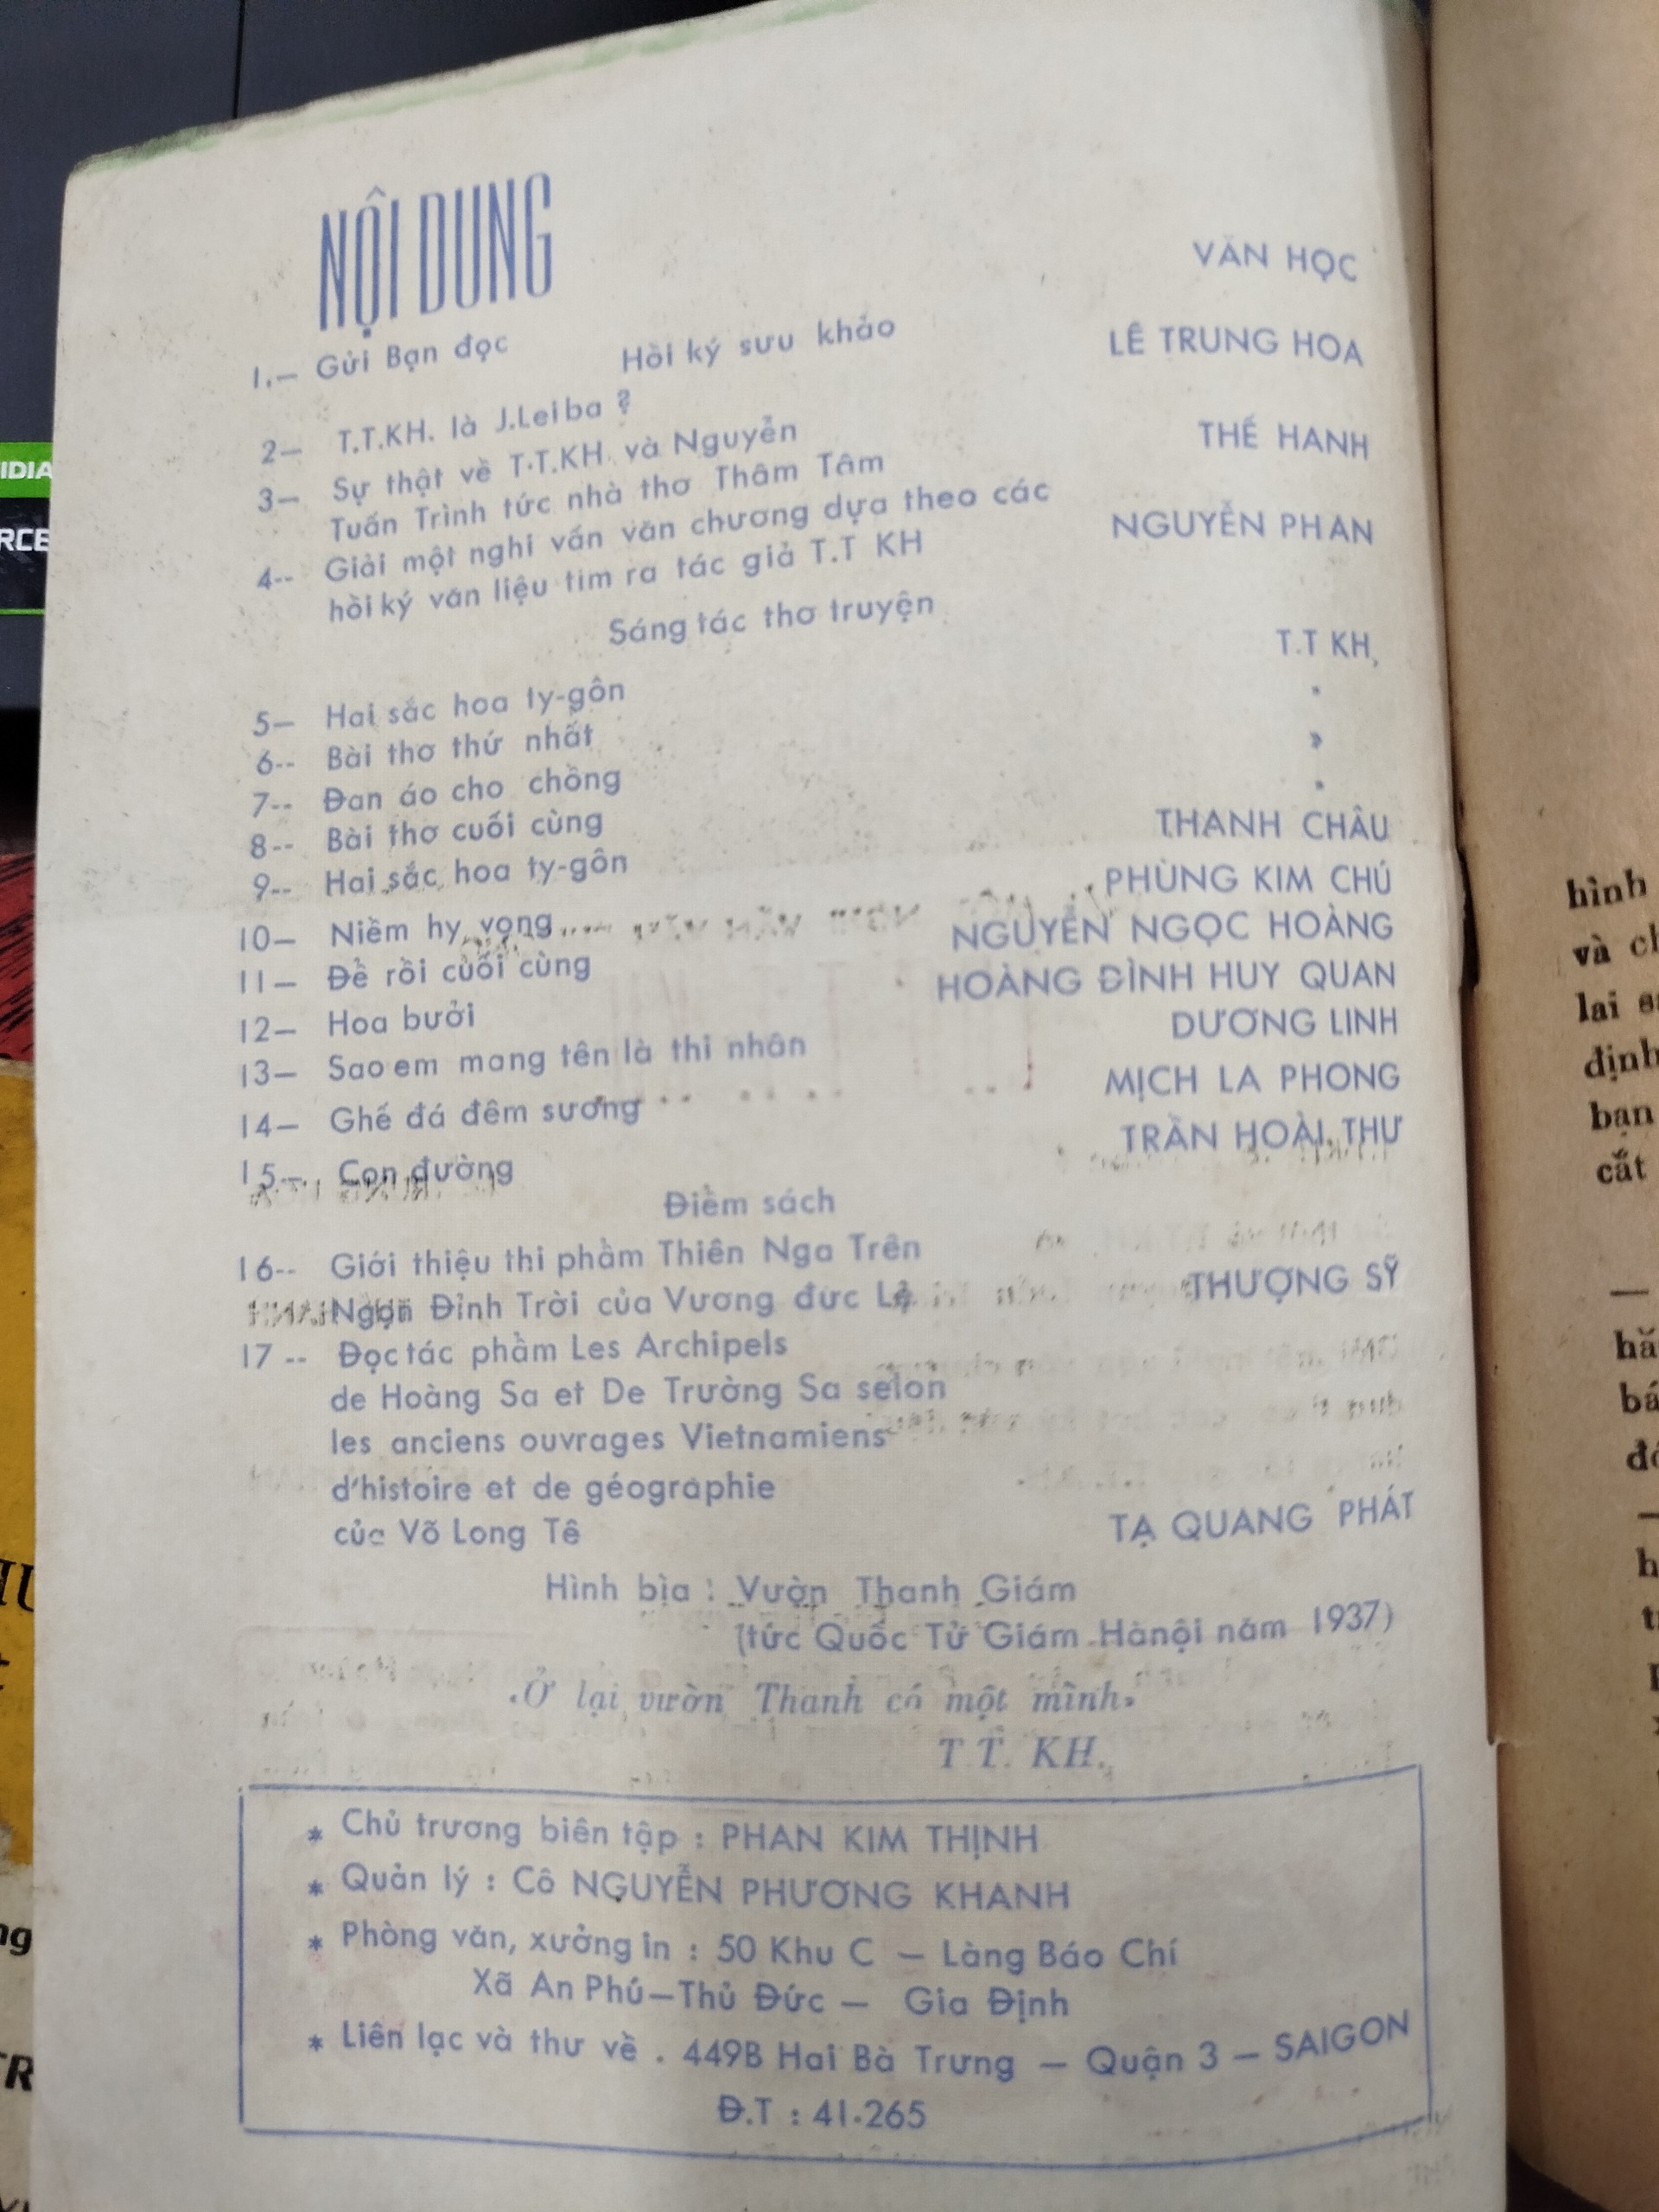 NỘI DUNG
1.— Gửi Bạn đọc VĂN HỌC
Hồi ký sưu khảo
2— T.T.KH. là J.Leiba ? LÊ TRUNG HOA
3— Sự thật về T.T.KH. và Nguyễn
Tuấn Trình tức nhà thơ Thâm Tâm THẾ HANH
4-- Giải một nghi vấn văn chương dựa theo các
hồi ký văn liệu tìm ra tác giả T.T KH NGUYỄN PHAN
Sáng tác thơ truyện
5— Hai sắc hoa ty-gôn T.T KH,
6-- Bài thơ thứ nhất
7-- Đan áo cho chồng »
8-- Bài thơ cuối cùng
9-- Hai sắc hoa ty-gôn THANH CHÂU
10— Niềm hy vọng PHÙNG KIM CHÚ
11— Để rồi cuối cùng NGUYỄN NGỌC HOÀNG
12— Hoa bưởi HOÀNG ĐÌNH HUY QUAN
13— Sao em mang tên là thi nhân DƯƠNG LINH
14— Ghế đá đêm sương MỊCH LA PHONG
15— Con đường TRẦN HOÀI THƯ
Điểm sách
16-- Giới thiệu thi phẩm Thiên Nga Trên
Ngọn Đỉnh Trời của Vương đức Lệ THƯỢNG SỸ
17 -- Đọc tác phẩm Les Archipels
de Hoàng Sa et De Trường Sa selon
les anciens ouvrages Vietnamiens
d'histoire et de géographie
của Võ Long Tê TẠ QUANG PHÁT
Hình bìa : Vườn Thanh Giám
(tức Quốc Tử Giám Hànội năm 1937)
«Ở lại vườn Thanh có một mình»
T T. KH.
* Chủ trương biên tập : PHAN KIM THỊNH
* Quản lý : Cô NGUYỄN PHƯƠNG KHANH
* Phòng văn, xưởng in : 50 Khu C — Làng Báo Chí
Xã An Phú—Thủ Đức — Gia Định
* Liên lạc và thư về . 449B Hai Bà Trưng — Quận 3 — SAIGON
Đ.T : 41.265
hình
và
lai
định
bạn
cắt